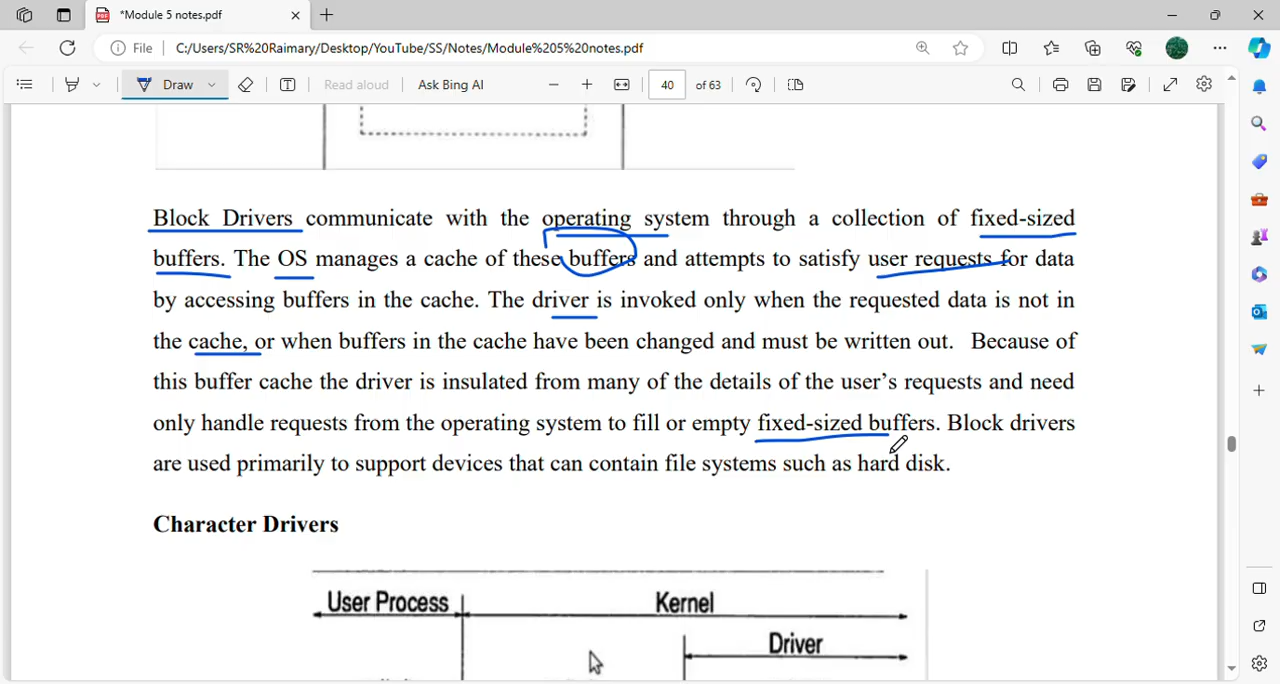 *Module 5 notes.pdf
File C:/Users/SR%20Raimary/Desktop/YouTube/SS/Notes/Module%205%20notes.pdf
Draw Read aloud Ask Bing AI 40 of 63
Block Drivers communicate with the operating system through a collection of fixed-sized
buffers. The OS manages a cache of these buffers and attempts to satisfy user requests for data
by accessing buffers in the cache. The driver is invoked only when the requested data is not in
the cache, or when buffers in the cache have been changed and must be written out. Because of
this buffer cache the driver is insulated from many of the details of the user’s requests and need
only handle requests from the operating system to fill or empty fixed-sized buffers. Block drivers
are used primarily to support devices that can contain file systems such as hard disk.
Character Drivers
User Process Kernel
Driver